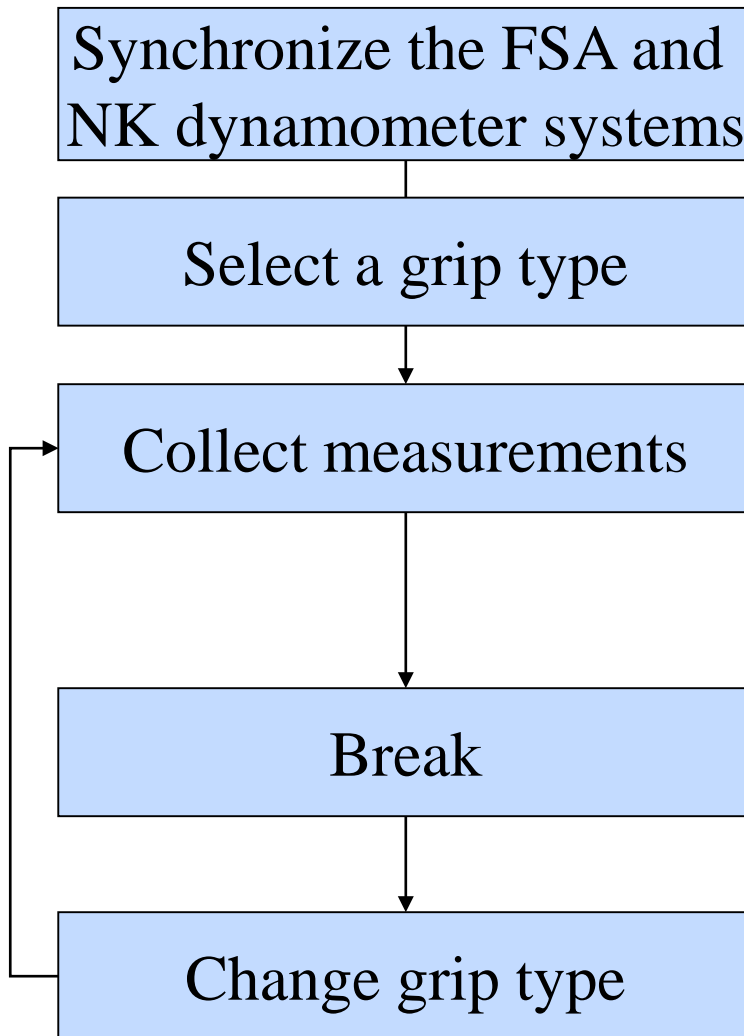 Synchronize the FSA and
NK dynamometer systems
Select a grip type
Collect measurements
Break
Change grip type